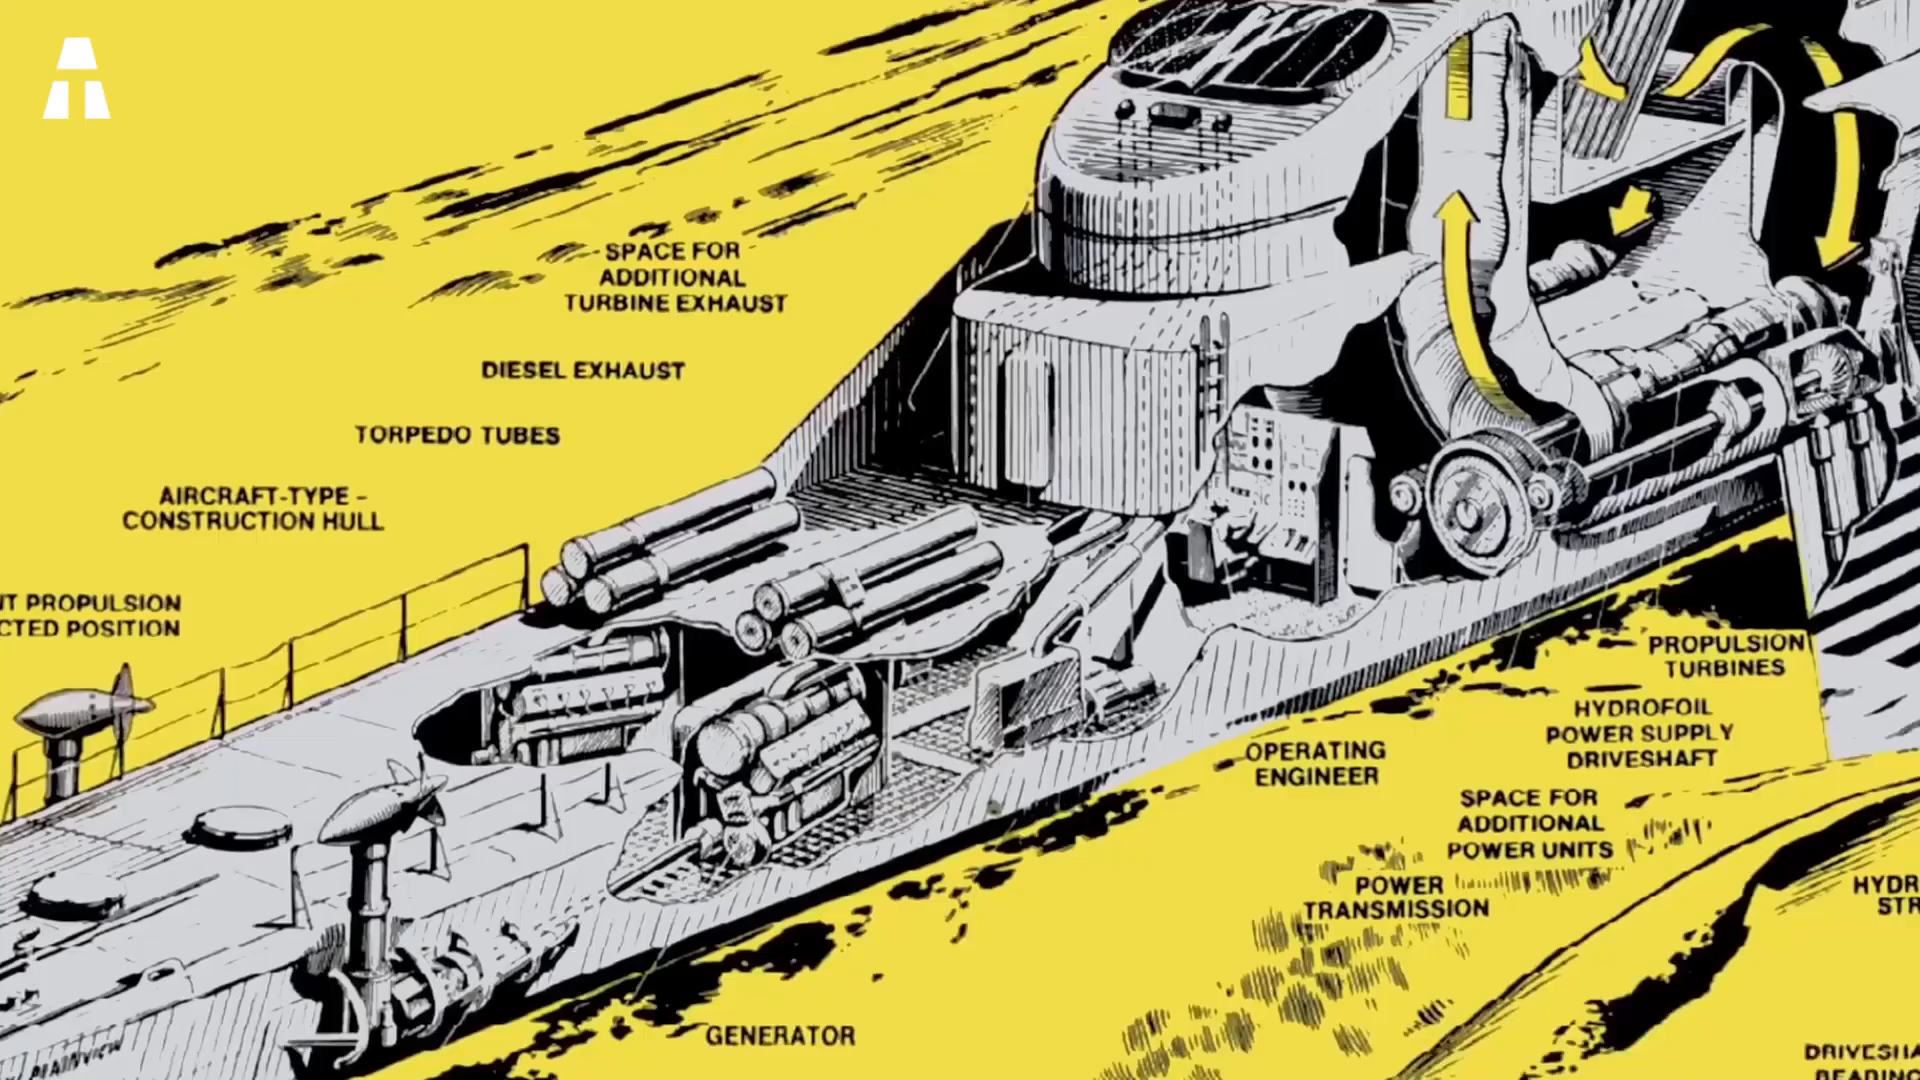 SPACE FOR
ADDITIONAL
TURBINE EXHAUST
DIESEL EXHAUST
TORPEDO TUBES
AIRCRAFT-TYPE -
CONSTRUCTION HULL
PROPULSION
POSITION
PROPULSION
TURBINES
HYDROFOIL
POWER SUPPLY
DRIVESHAFT
OPERATING
ENGINEER
SPACE FOR
ADDITIONAL
POWER UNITS
POWER
TRANSMISSION
GENERATOR
PLAINVIEW